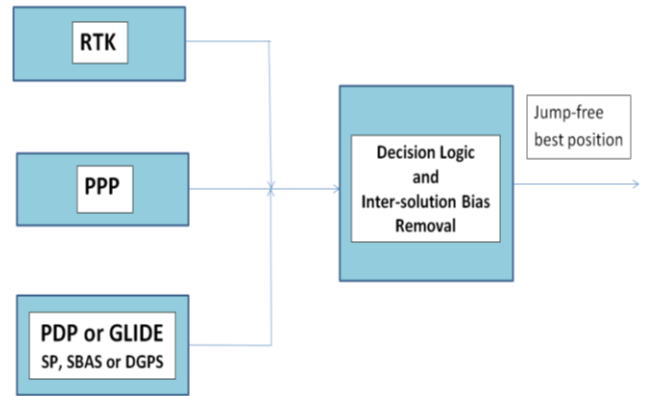 RTK
PPP
PDP or GLIDE
SP, SBAS or DGPS
Decision Logic
and
Inter-solution Bias
Removal
Jump-free
best position